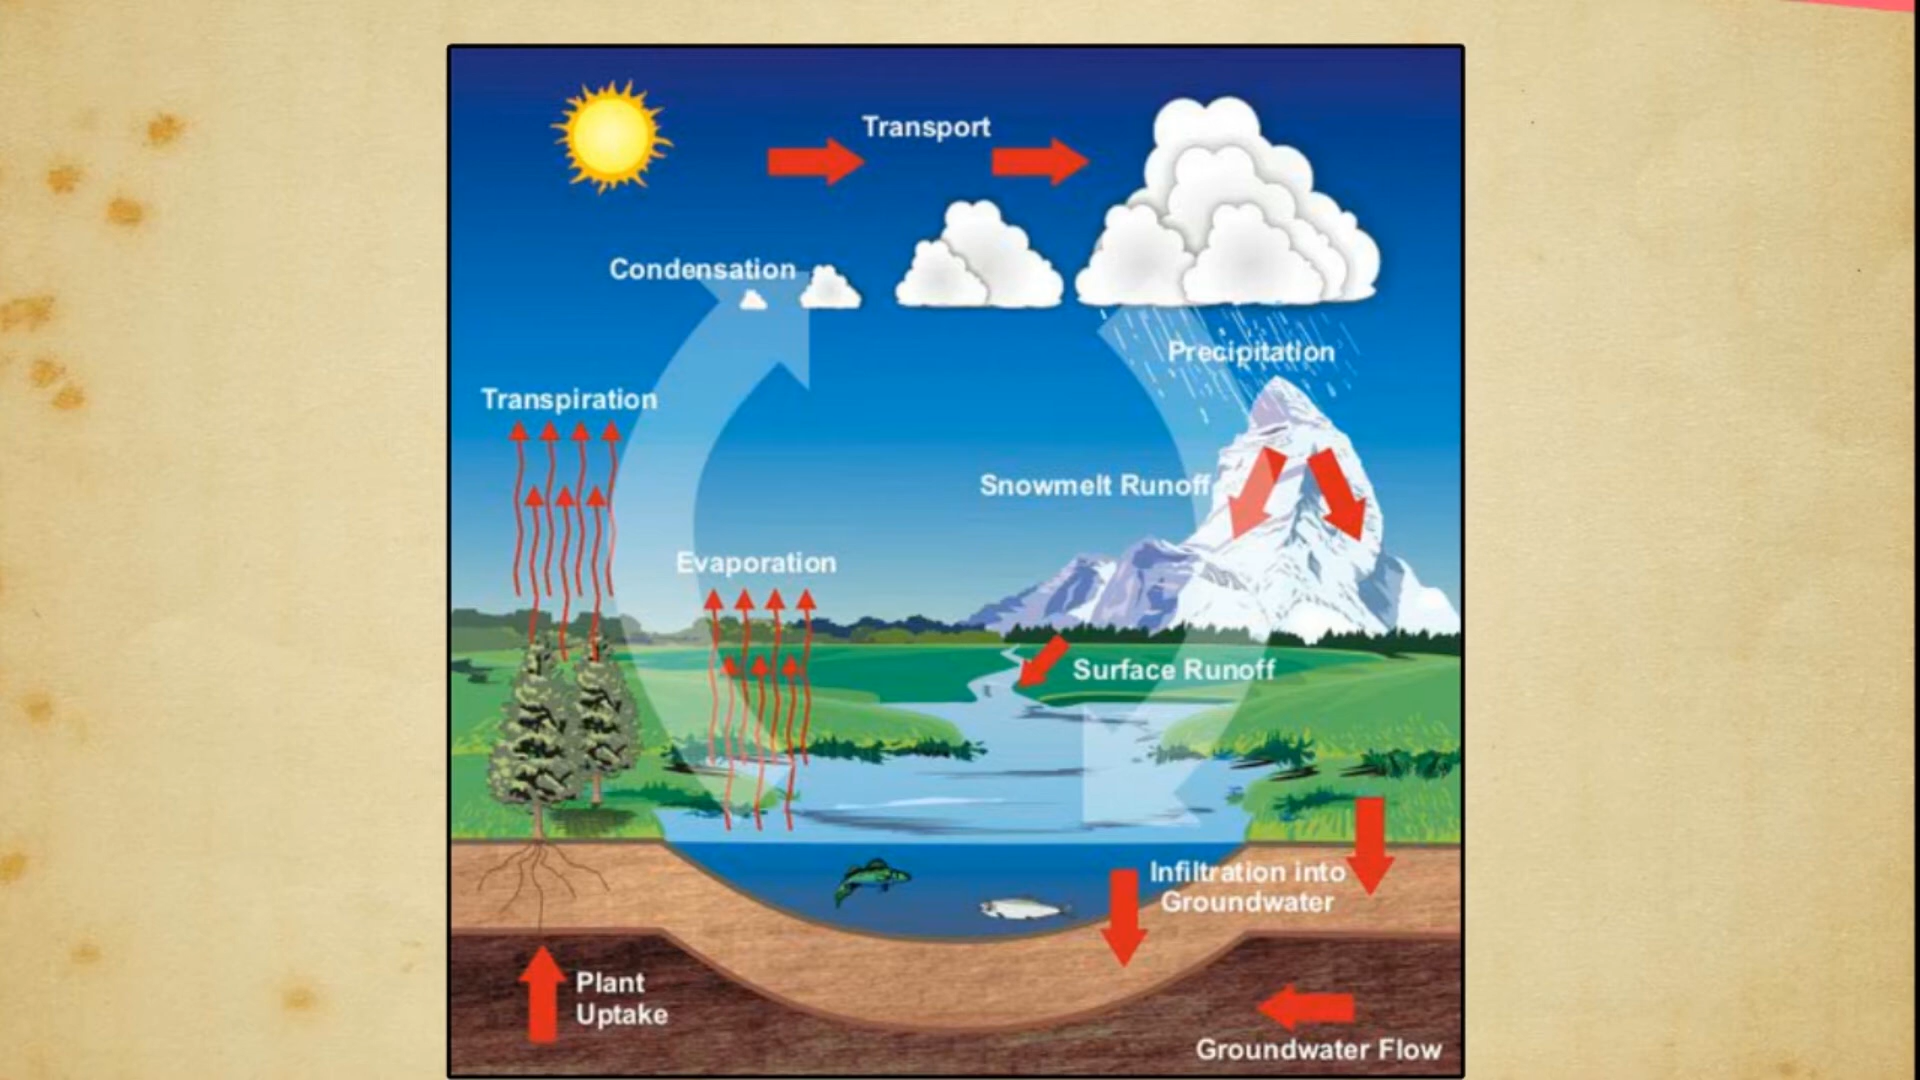 Transport
Condensation
Precipitation
Transpiration
Snowmelt Runoff
Evaporation
Surface Runoff
Infiltration into
Groundwater
Plant
Uptake
Groundwater Flow